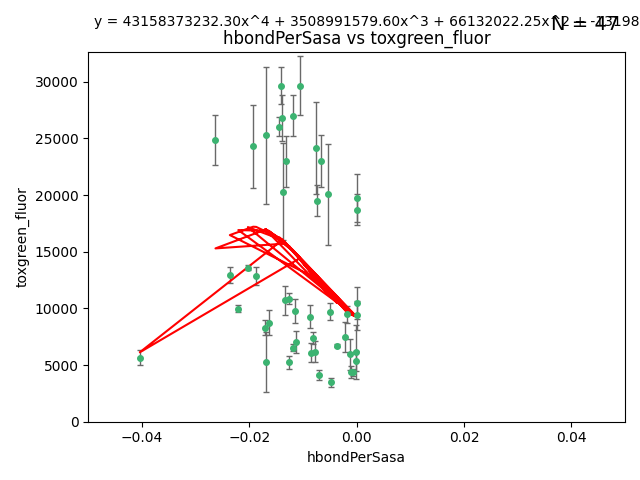 y = 43158373232.30x^4 + 3508991579.60x^3 + 66132022.25x^2 +
N = 47
hbondPerSasa vs toxgreen_fluor
30000
25000
20000
15000
10000
5000
0
toxgreen_fluor
−0.04 −0.02 0.00 0.02 0.04
hbondPerSasa